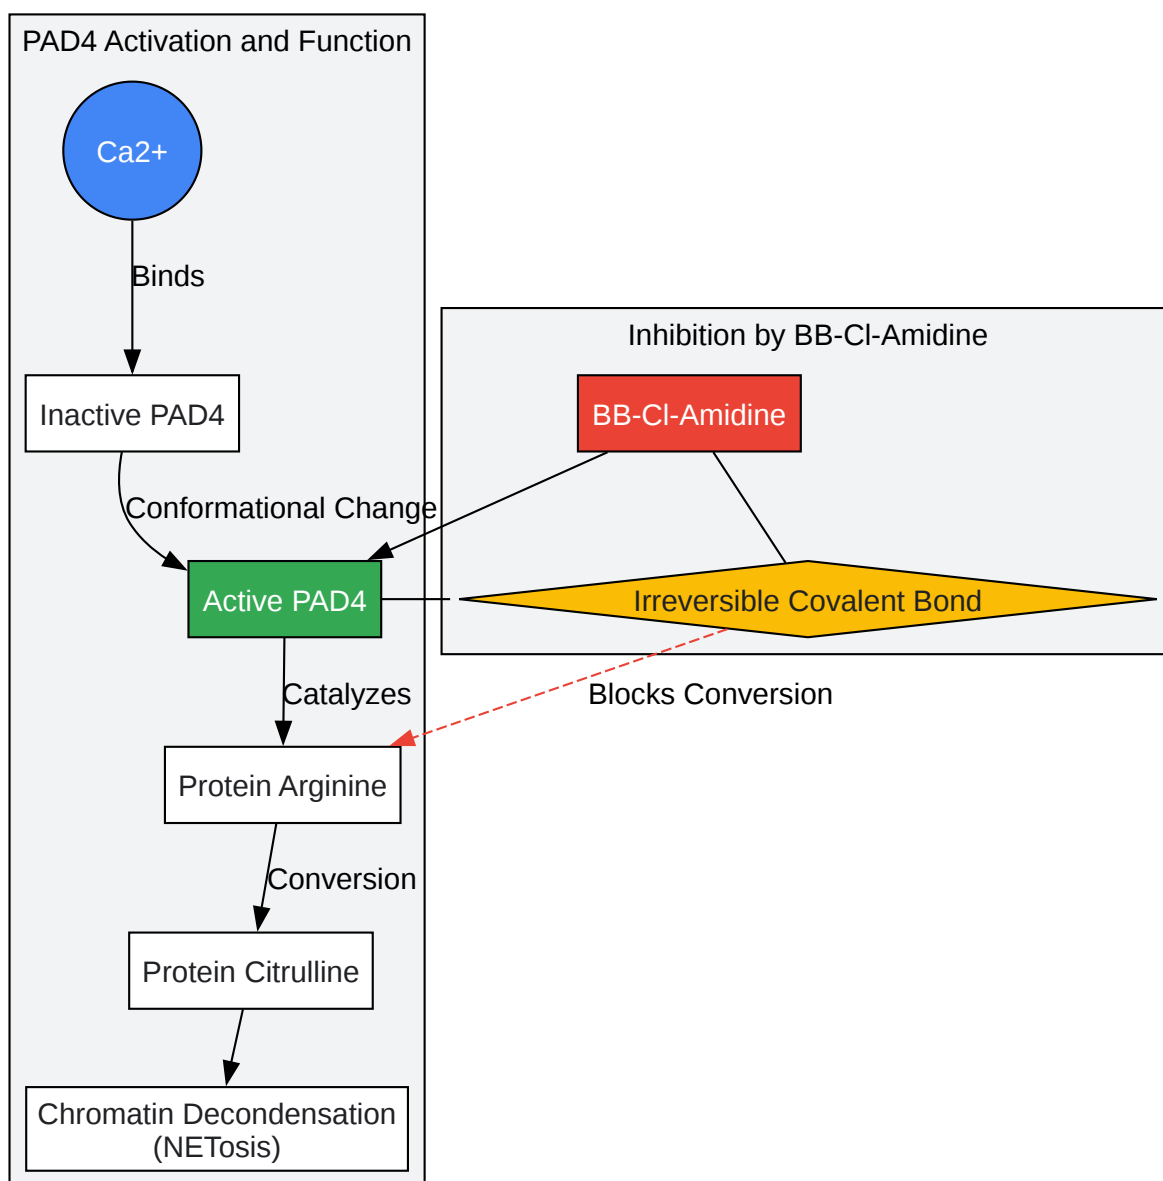 PAD4 Activation and Function
Ca2+
Binds
Inactive PAD4
Conformational Change
Active PAD4
Catalyzes
Protein Arginine
Conversion
Protein Citrulline
Chromatin Decondensation
(NETosis)
Inhibition by BB-Cl-Amidine
BB-Cl-Amidine
Irreversible Covalent Bond
Blocks Conversion